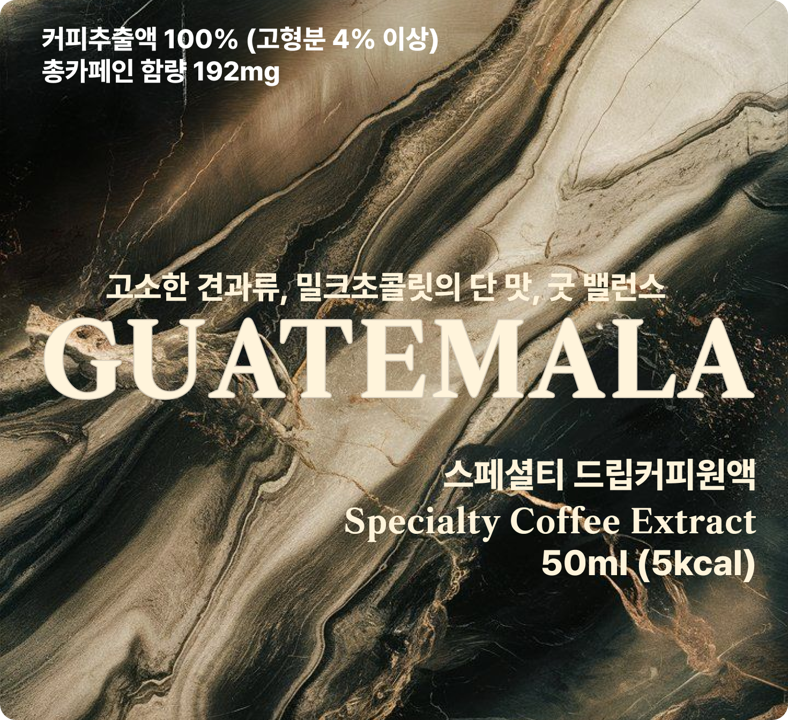 커피추출액 100% (고형분 4% 이상)
총카페인 함량 192mg
고소한 견과류, 밀크초콜릿의 단 맛, 굿 밸런스
GUATEMALA
스페셜티 드립커피원액
Specialty Coffee Extract
50ml (5kcal)